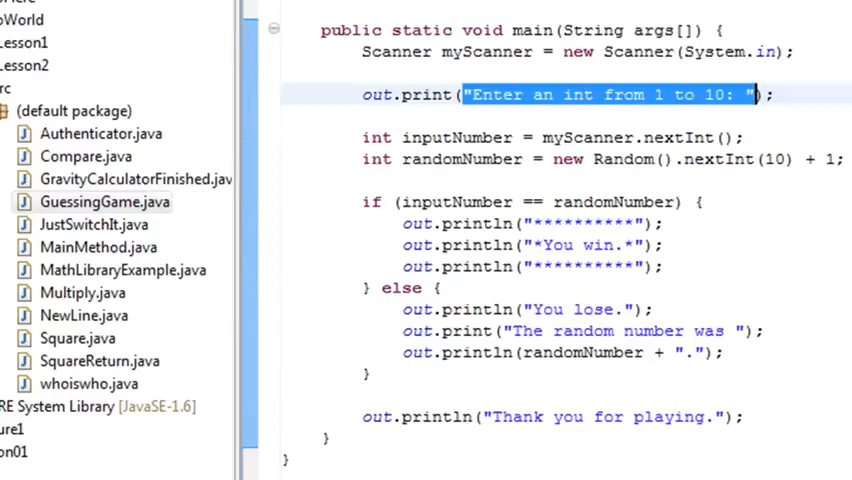 oWorld
Lesson1
Lesson2
rc
(default package)
Authenticator.java
Compare.java
GravityCalculatorFinished.jav
GuessingGame.java
JustSwitchIt.java
MainMethod.java
MathLibraryExample.java
Multiply.java
NewLine.java
Square.java
SquareReturn.java
whoiswho.java
RE System Library [JavaSE-1.6]
ure1
on01
public static void main(String args[]) {
Scanner myScanner = new Scanner(System.in);
out.print("Enter an int from 1 to 10: ");
int inputNumber = myScanner.nextInt();
int randomNumber = new Random().nextInt(10) + 1;
if (inputNumber == randomNumber) {
out.println("**********");
out.println("*You win.*");
out.println("**********");
} else {
out.println("You lose.");
out.print("The random number was ");
out.println(randomNumber + ".");
}
out.println("Thank you for playing.");
}
}